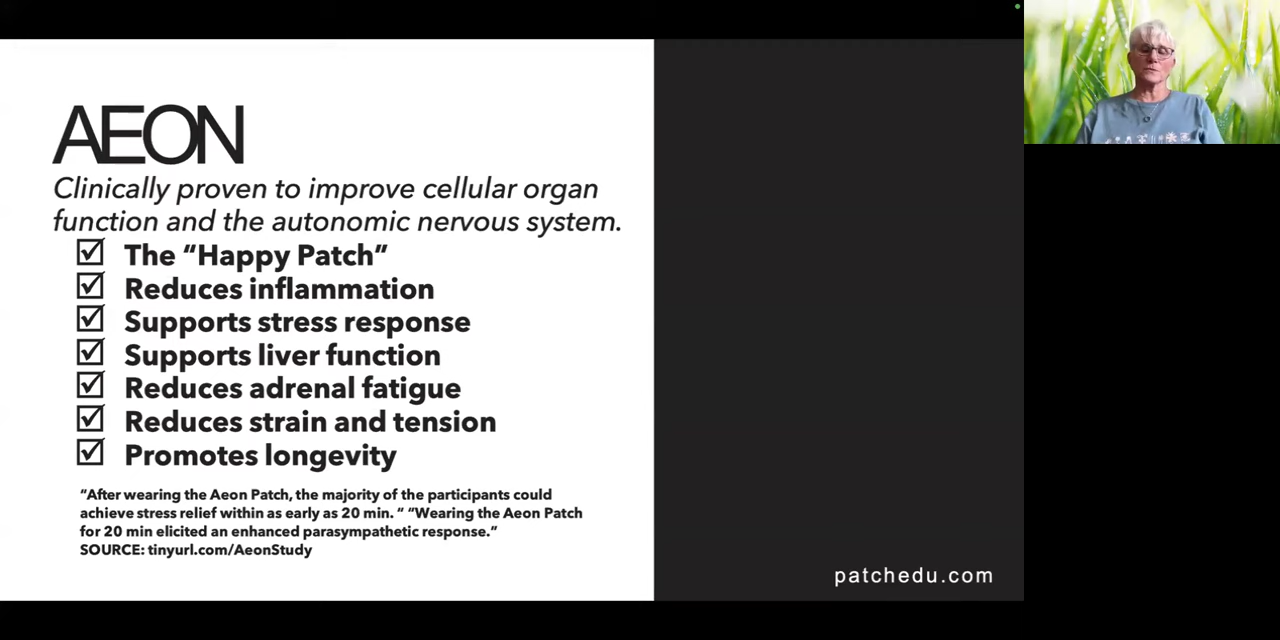 AEON
Clinically proven to improve cellular organ
function and the autonomic nervous system.
The “Happy Patch”
Reduces inflammation
Supports stress response
Supports liver function
Reduces adrenal fatigue
Reduces strain and tension
Promotes longevity
“After wearing the Aeon Patch, the majority of the participants could
achieve stress relief within as early as 20 min. “ “Wearing the Aeon Patch
for 20 min elicited an enhanced parasympathetic response.”
SOURCE: tinyurl.com/AeonStudy
patchedu.com